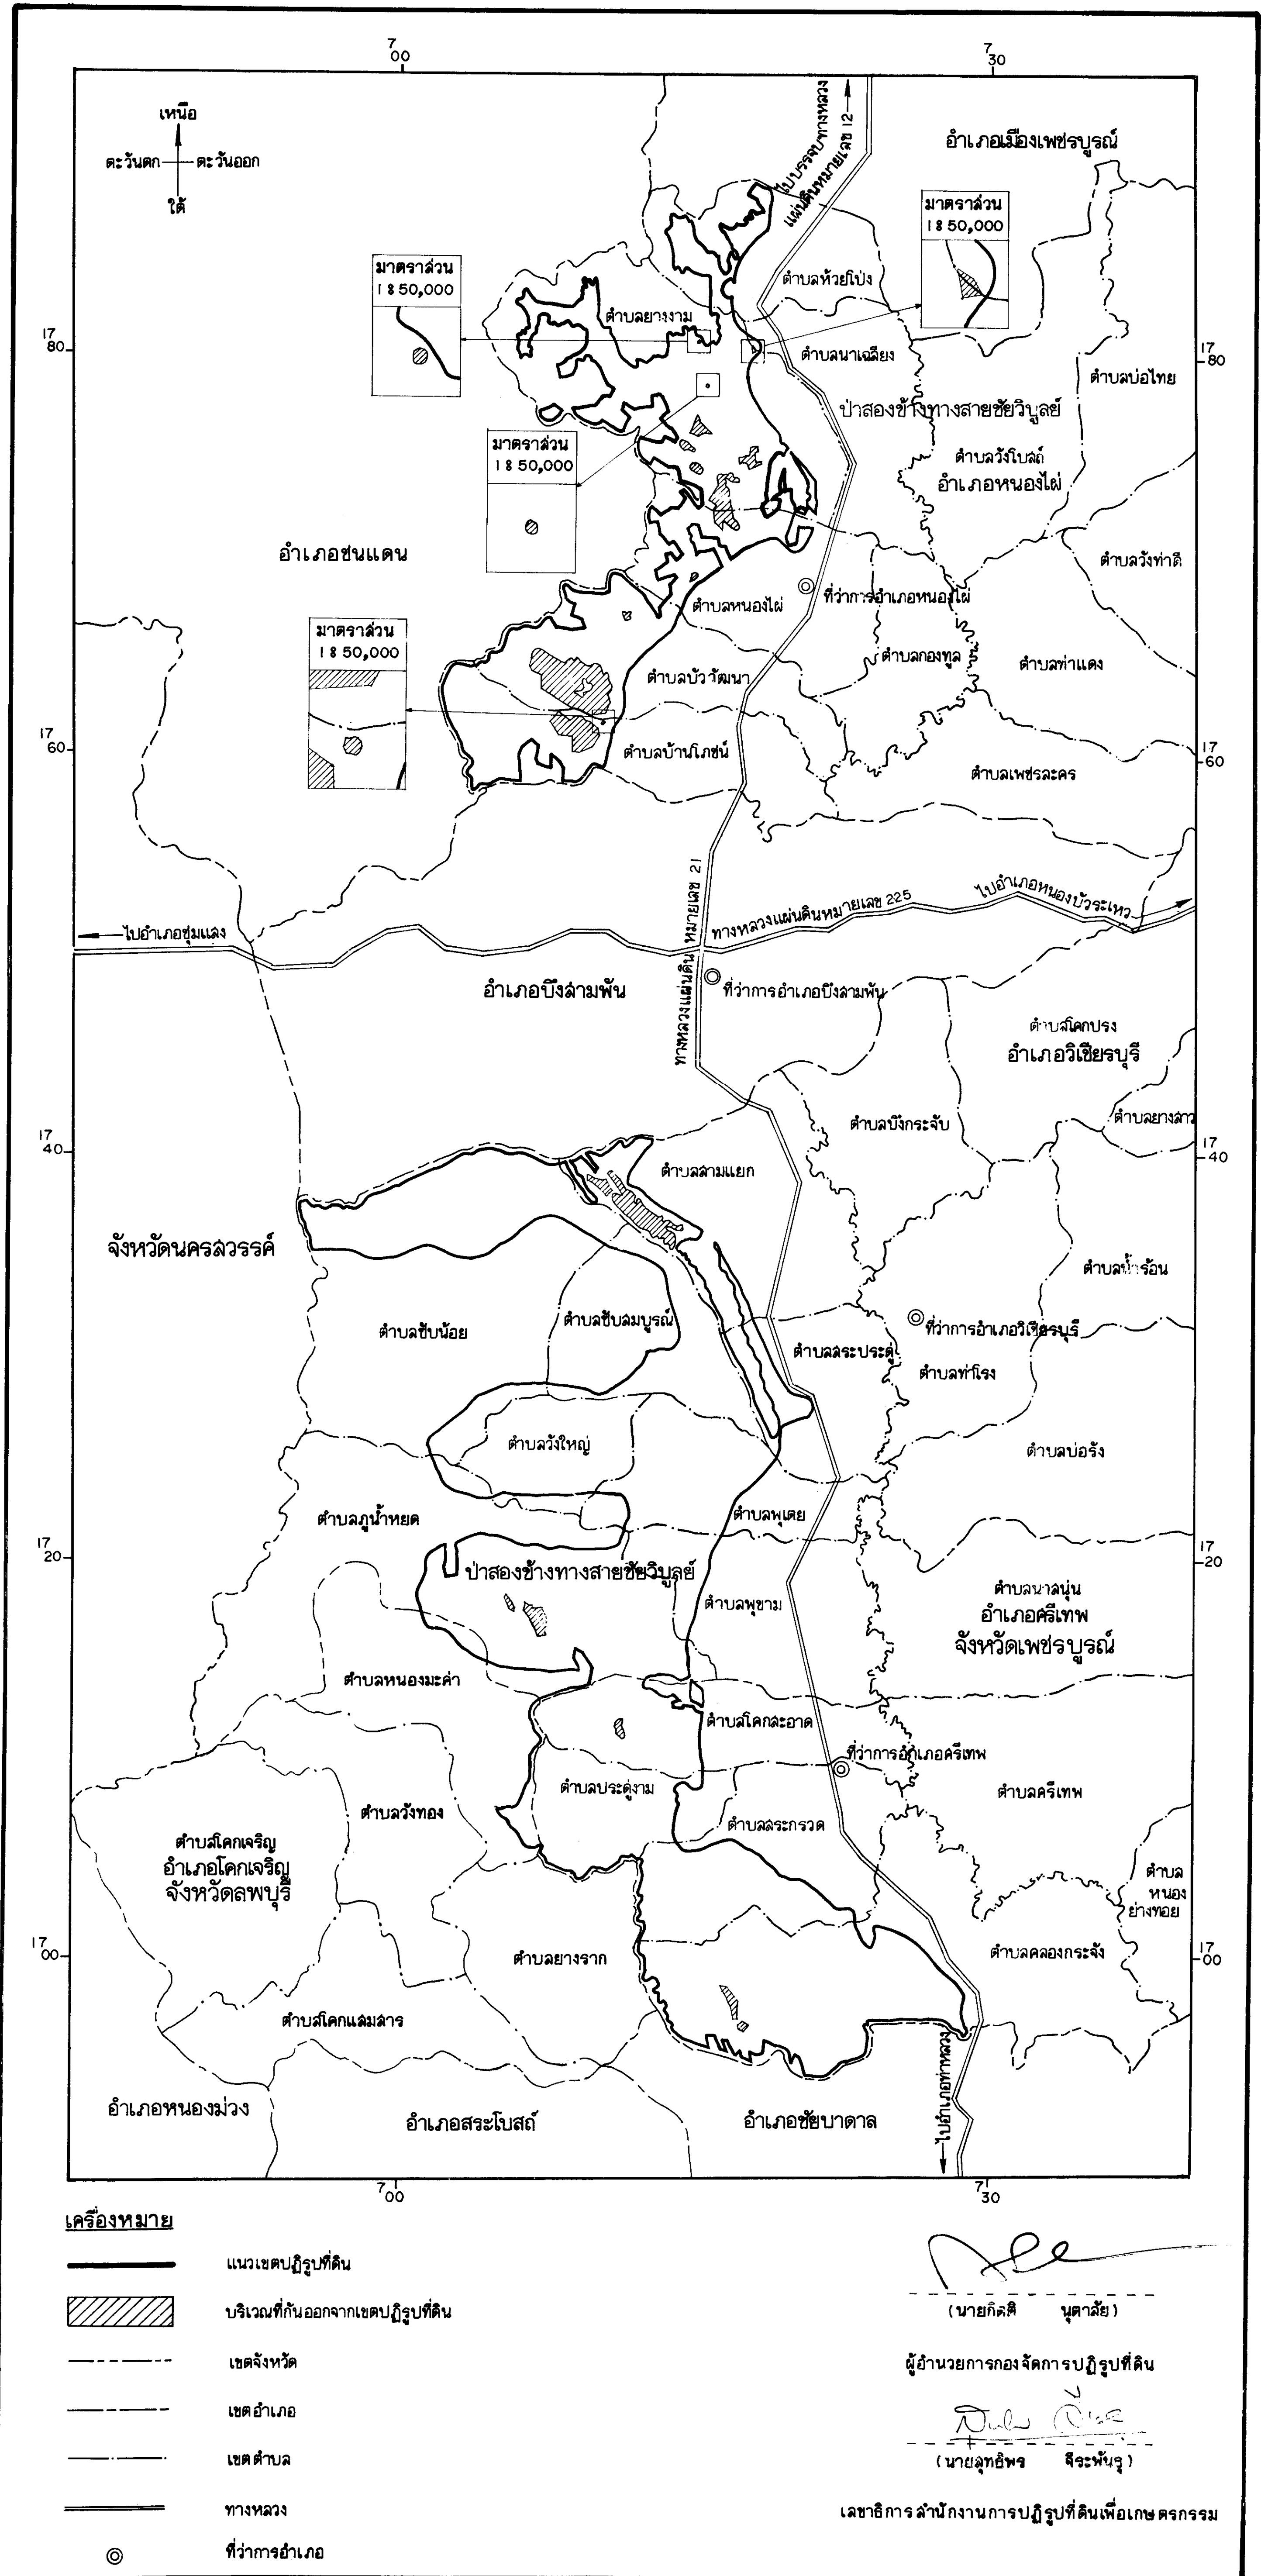 7
00
7
30
เหนือ
ตะวันตก
ตะวันออก
ใต้
ไปบรรจบทางหลวง
แผ่นดินหมายเลข 12
อำเภอเมืองเพชรบูรณ์
มาตราส่วน
1 : 50,000
มาตราส่วน
1 : 50,000
ตำบลห้วยโป่ง
ตำบลยางงาม
17
80
ตำบลนาเฉลียง
17
80
ตำบลบ่อไทย
ป่าสองข้างทางสายชัยวิบูลย์
มาตราส่วน
1 : 50,000
ตำบลวังโบสถ์
อำเภอหนองไผ่
อำเภอชนแดน
ตำบลวังท่าดี
ตำบลหนองไผ่
ที่ว่าการอำเภอหนองไผ่
มาตราส่วน
1 : 50,000
ตำบลกองทูล
ตำบลท่าแดง
ตำบลบัววัฒนา
17
60
ตำบลบ้านโภชน์
17
60
ตำบลเพชรละคร
ทางหลวงแผ่นดินหมายเลข 21
ทางหลวงแผ่นดินหมายเลข 225
ไปอำเภอหนองบัวระเหว
ไปอำเภอชุมแสง
อำเภอบึงสามพัน
ที่ว่าการอำเภอบึงสามพัน
ตำบลโคกปรง
อำเภอวิเชียรบุรี
ตำบลบึงกระจับ
ตำบลยางสาว
17
40
17
40
ตำบลสามแยก
จังหวัดนครสวรรค์
ตำบลน้ำร้อน
ตำบลซับน้อย
ตำบลซับสมบูรณ์
ที่ว่าการอำเภอวิเชียรบุรี
ตำบลสระประดู่
ตำบลท่าโรง
ตำบลวังใหญ่
ตำบลบ่อรัง
ตำบลภูน้ำหยด
ตำบลพุเตย
17
20
17
20
ป่าสองข้างทางสายชัยวิบูลย์
ตำบลพุขาม
ตำบลนาสนุ่น
อำเภอศรีเทพ
จังหวัดเพชรบูรณ์
ตำบลหนองมะค่า
ตำบลโคกสะอาด
ที่ว่าการอำเภอศรีเทพ
ตำบลประดู่งาม
ตำบลศรีเทพ
ตำบลวังทอง
ตำบลสระกรวด
ตำบลโคกเจริญ
อำเภอโคกเจริญ
จังหวัดลพบุรี
ตำบล
หนอง
ย่างทอย
17
00
ตำบลยางราก
ตำบลคลองกระจัง
17
00
ตำบลโคกแสมสาร
ไปอำเภอท่าหลวง
อำเภอหนองม่วง
อำเภอสระโบสถ์
อำเภอชัยบาดาล
7
00
7
30
เครื่องหมาย
แนวเขตปฏิรูปที่ดิน
บริเวณที่กันออกจากเขตปฏิรูปที่ดิน
เขตจังหวัด
เขตอำเภอ
เขตตำบล
ทางหลวง
ที่ว่าการอำเภอ
(นายกิตติ นุตาลัย)
ผู้อำนวยการกองจัดการปฏิรูปที่ดิน
(นายสุทธิพร จีระพันธุ)
เลขาธิการสำนักงานการปฏิรูปที่ดินเพื่อเกษตรกรรม